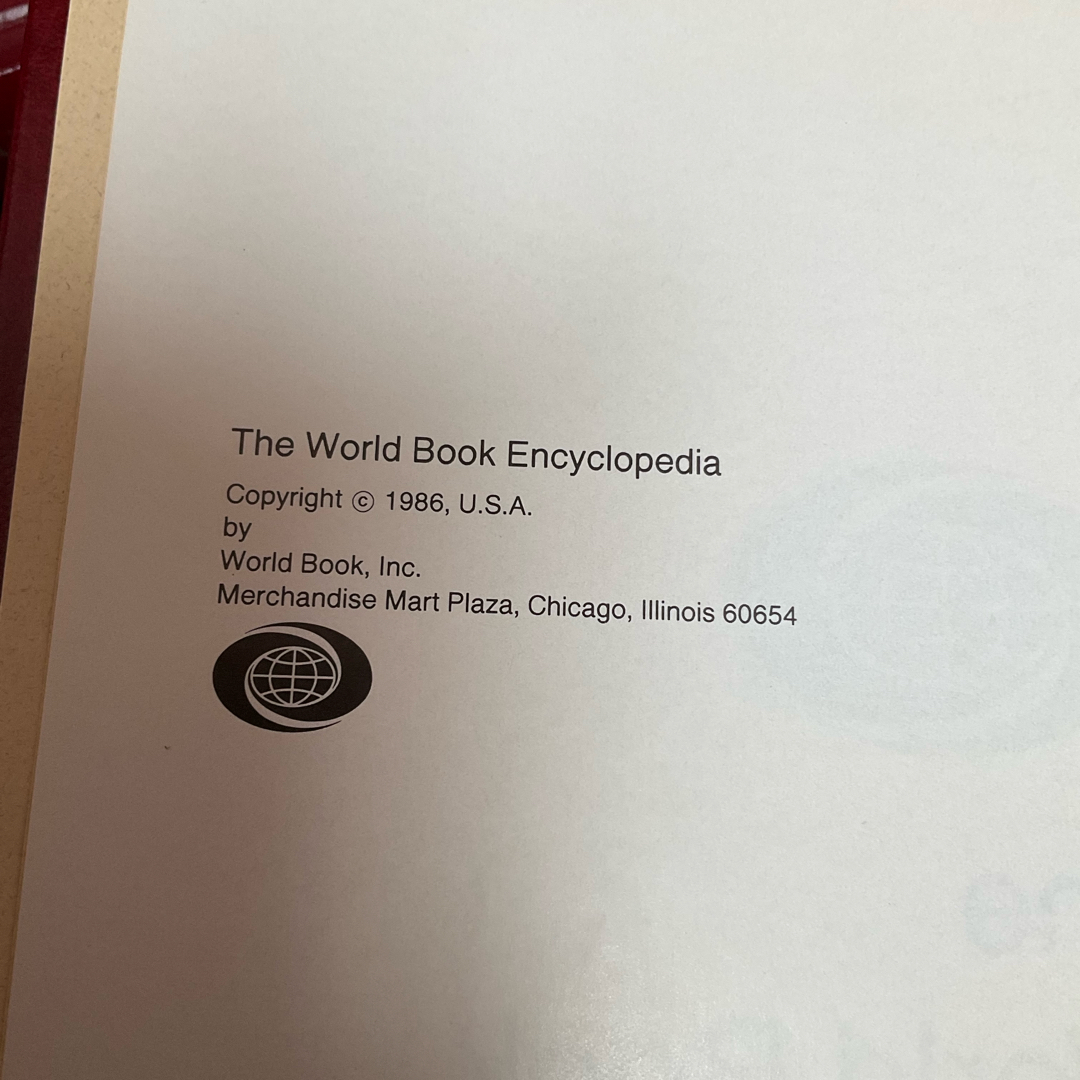 The World Book Encyclopedia
Copyright © 1986, U.S.A.
by
World Book, Inc.
Merchandise Mart Plaza, Chicago, Illinois 60654